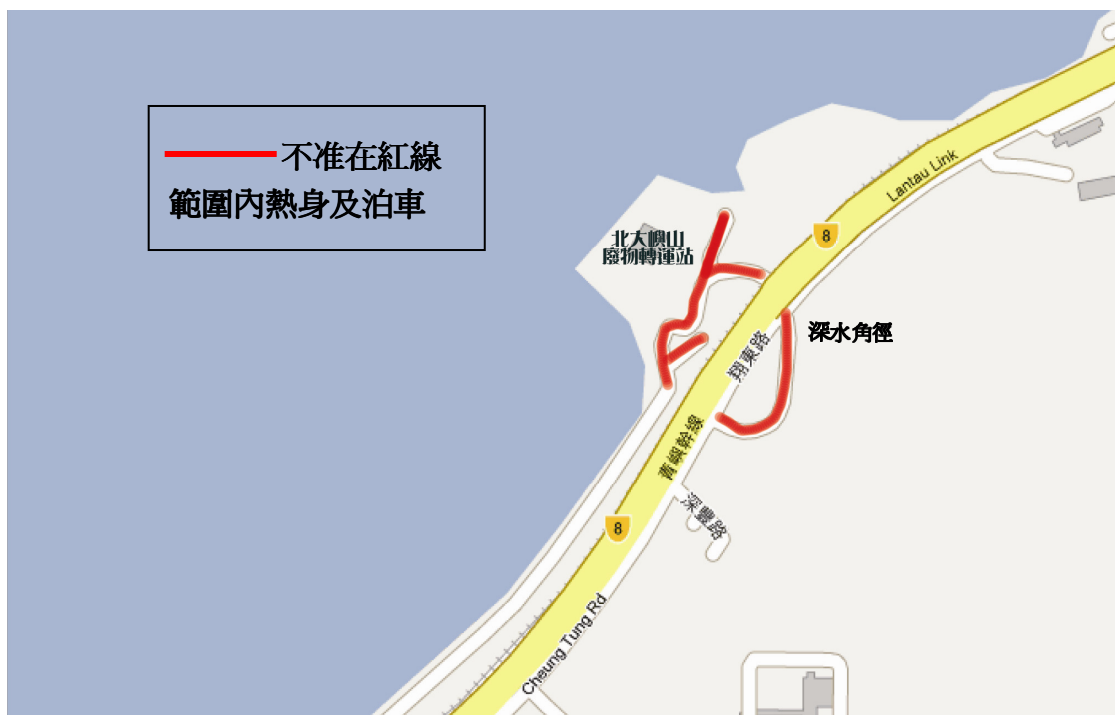 不准在紅線
範圍內熱身及泊車
Lantau Link
8
北大嶼山
廢物轉運站
深水角徑
翔東路
青嶼幹線
深豐路
8
Cheung Tung Rd